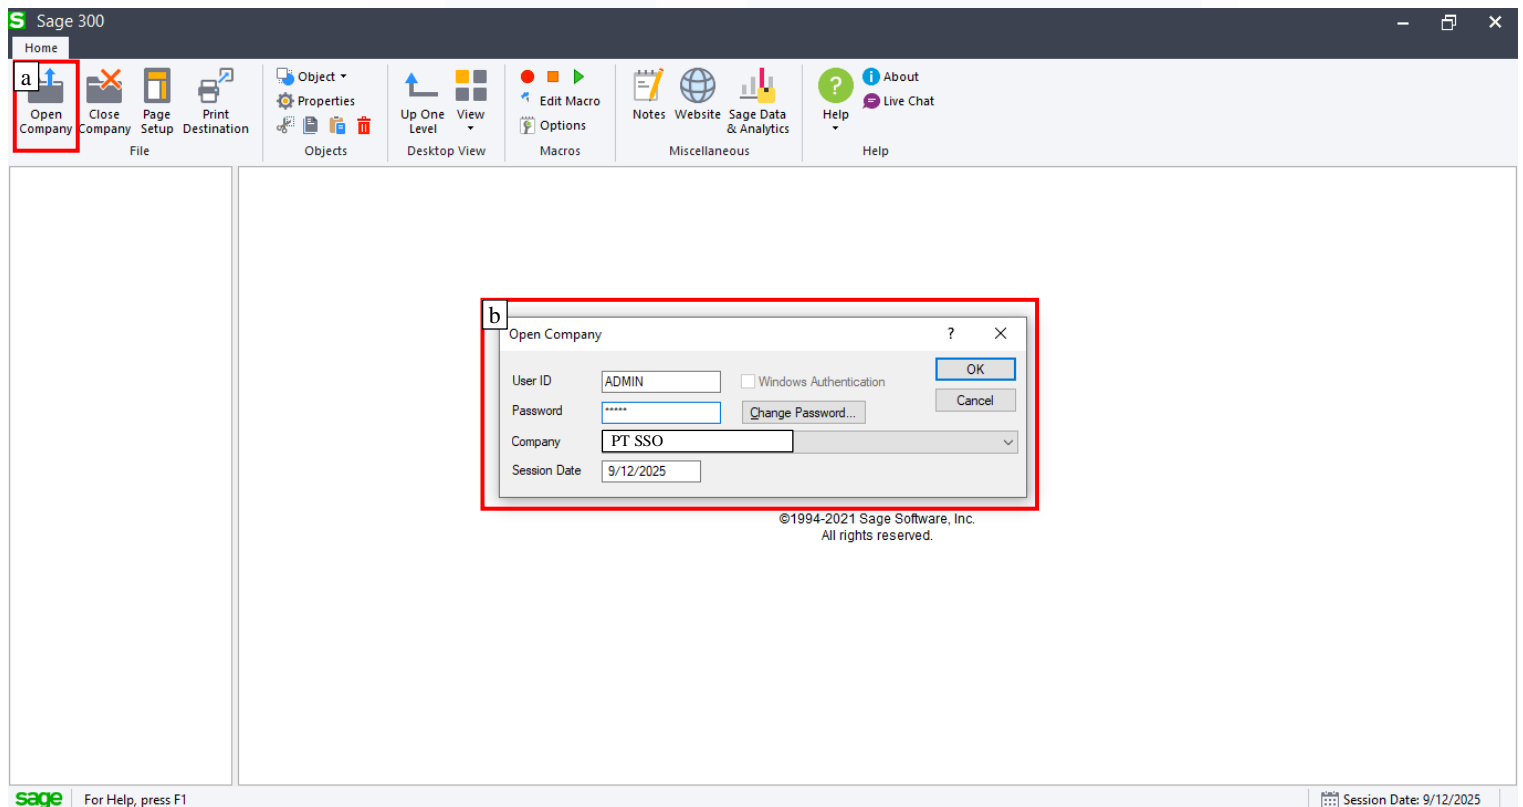 S Sage 300
Home
a
Open Company
Close Company
Page Setup
Print Destination
File
Object
Properties
Objects
Up One Level
View
Desktop View
Edit Macro
Options
Macros
Notes
Website
Sage Data & Analytics
Miscellaneous
Help
About
Live Chat
Help
b
Open Company
User ID ADMIN Windows Authentication OK
Password ***** Change Password... Cancel
Company PT SSO
Session Date 9/12/2025
©1994-2021 Sage Software, Inc.
All rights reserved.
sage For Help, press F1 Session Date: 9/12/2025